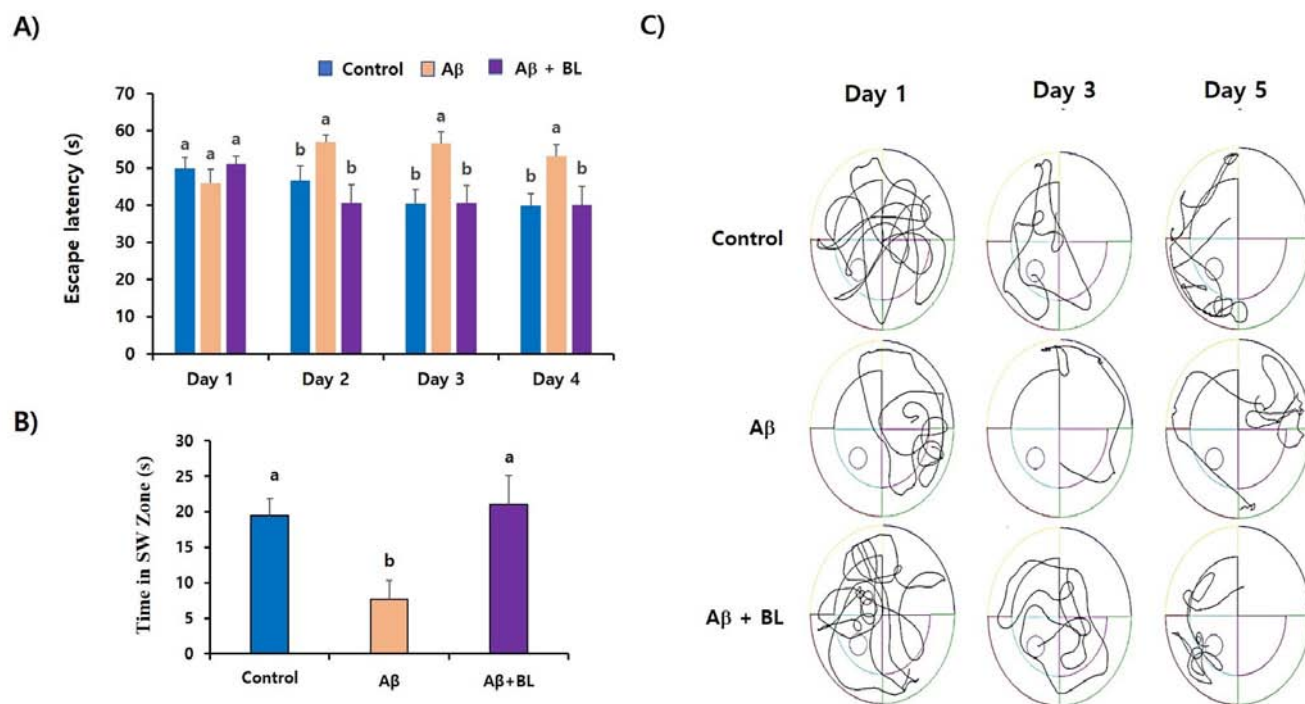 A)
Control Aβ Aβ + BL
Escape latency (s)
70
60
50
40
30
20
10
0
a a a
b a b
b a b
b a b
Day 1 Day 2 Day 3 Day 4
B)
Time in SW Zone (s)
30
25
20
15
10
5
0
a b a
Control Aβ Aβ+BL
C)
Day 1 Day 3 Day 5
Control
Aβ
Aβ + BL